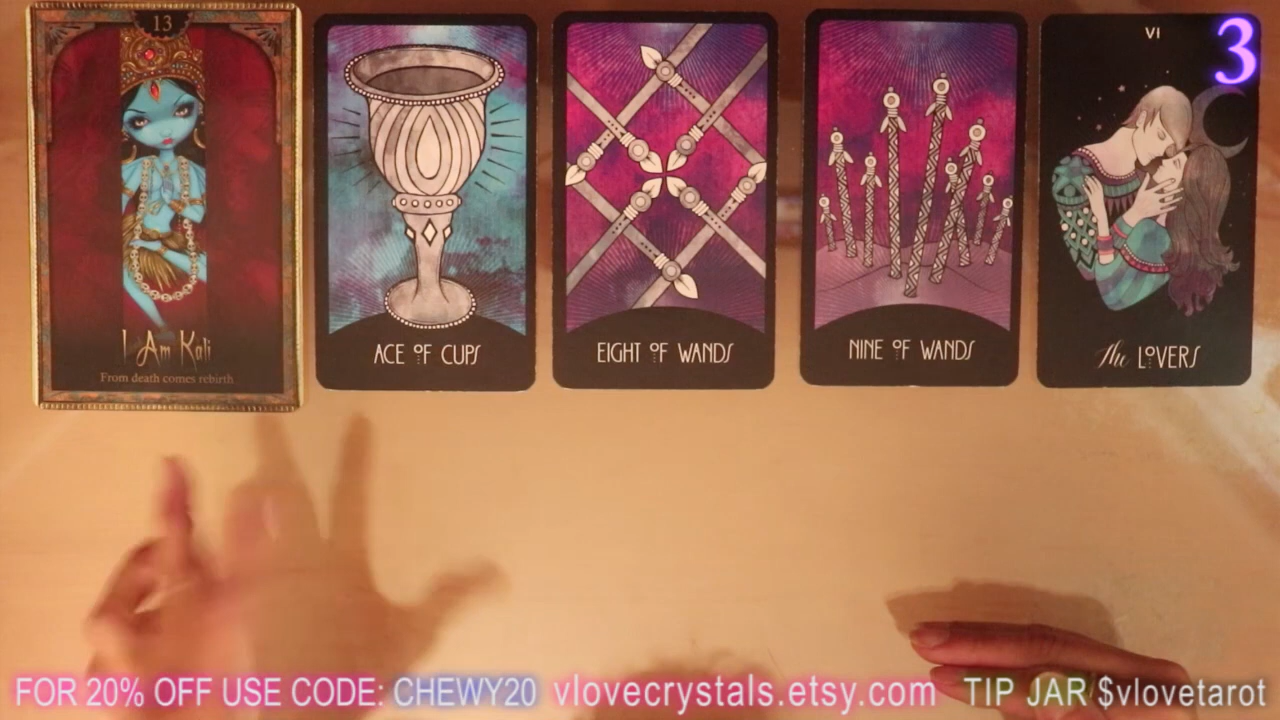 13
I Am Kali
From death comes rebirth
ACE OF CUPS
EIGHT OF WANDS
NINE OF WANDS
VI
The LOVERS
3
FOR 20% OFF USE CODE: CHEWY20 vlovecrystals.etsy.com TIP JAR $vlovetarot